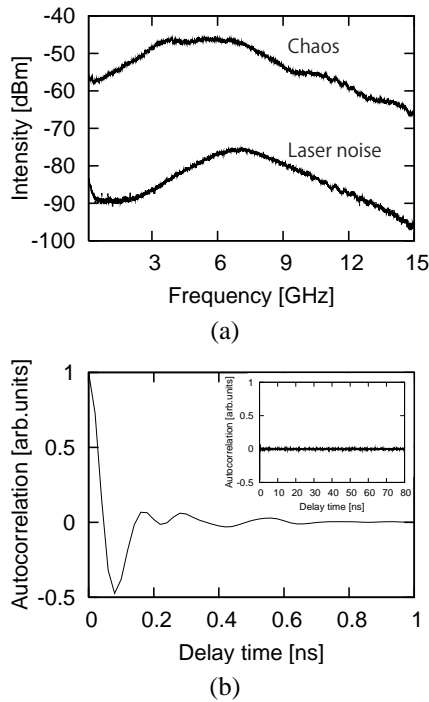 -40
-50
-60
-70
-80
-90
-100
Intensity [dBm]
Chaos
Laser noise
3 6 9 12 15
Frequency [GHz]
(a)
1
0.5
0
-0.5
Autocorrelation [arb.units]
1
0.5
0
-0.5
Autocorrelation [arb.units]
0 10 20 30 40 50 60 70 80
Delay time [ns]
0 0.2 0.4 0.6 0.8 1
Delay time [ns]
(b)